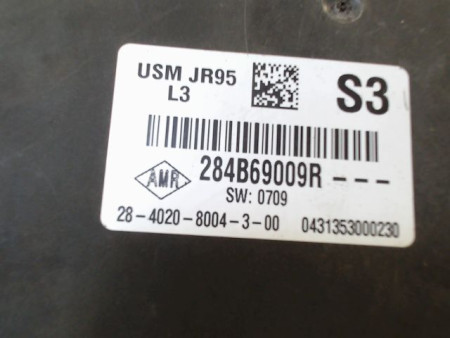 USM JR95
L3
S3
AMR
284B69009R - - -
SW: 0709
28-4020-8004-3-00 0431353000230